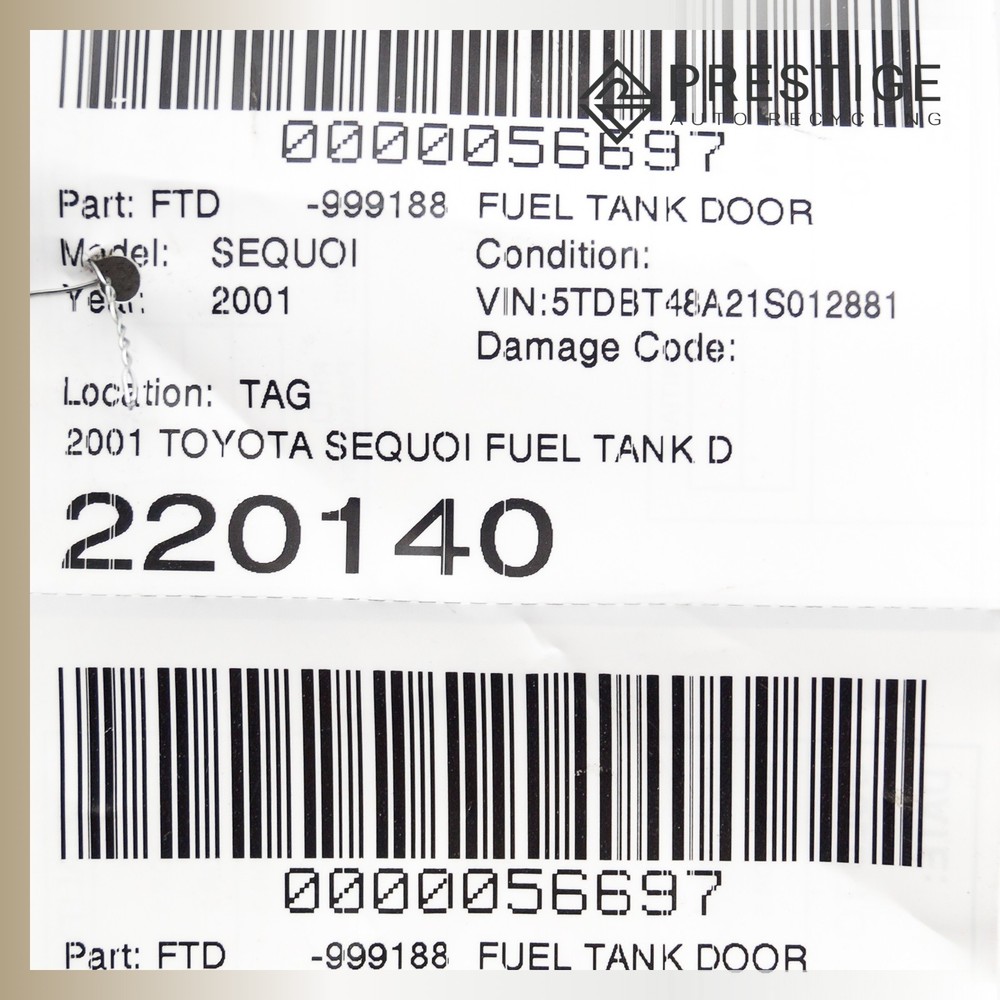 PRESTIGE
AUTO RECYCLING
0000056697
Part: FTD -999188 FUEL TANK DOOR
Model: SEQUOI Condition:
Year: 2001 VIN:5TDBT48A21S012881
Damage Code:
Location: TAG
2001 TOYOTA SEQUOI FUEL TANK D
220140
0000056697
Part: FTD -999188 FUEL TANK DOOR